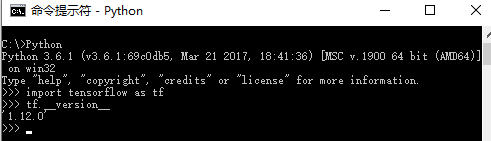 命令提示符 - Python
C:\>Python
Python 3.6.1 (v3.6.1:69c0db5, Mar 21 2017, 18:41:36) [MSC v.1900 64 bit (AMD64)]
on win32
Type "help", "copyright", "credits" or "license" for more information.
>>> import tensorflow as tf
>>> tf.__version__
'1.12.0'
>>>